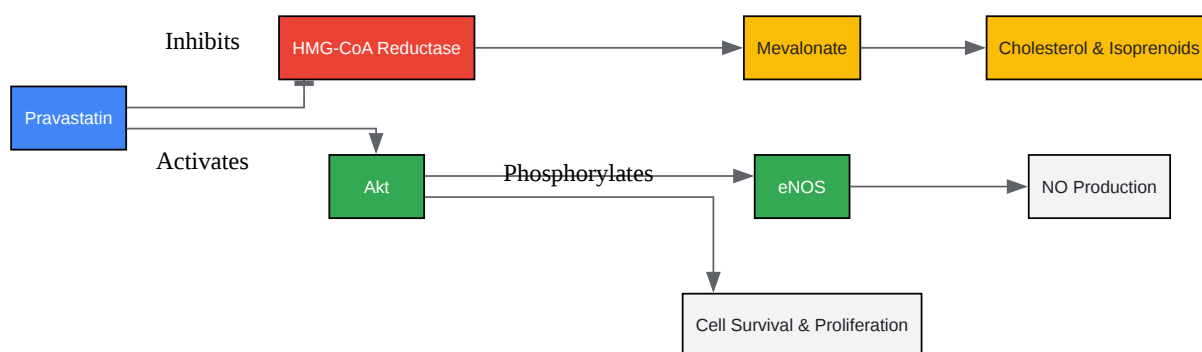 Inhibits
HMG-CoA Reductase
Mevalonate
Cholesterol & Isoprenoids
Pravastatin
Activates
Akt
Phosphorylates
eNOS
NO Production
Cell Survival & Proliferation